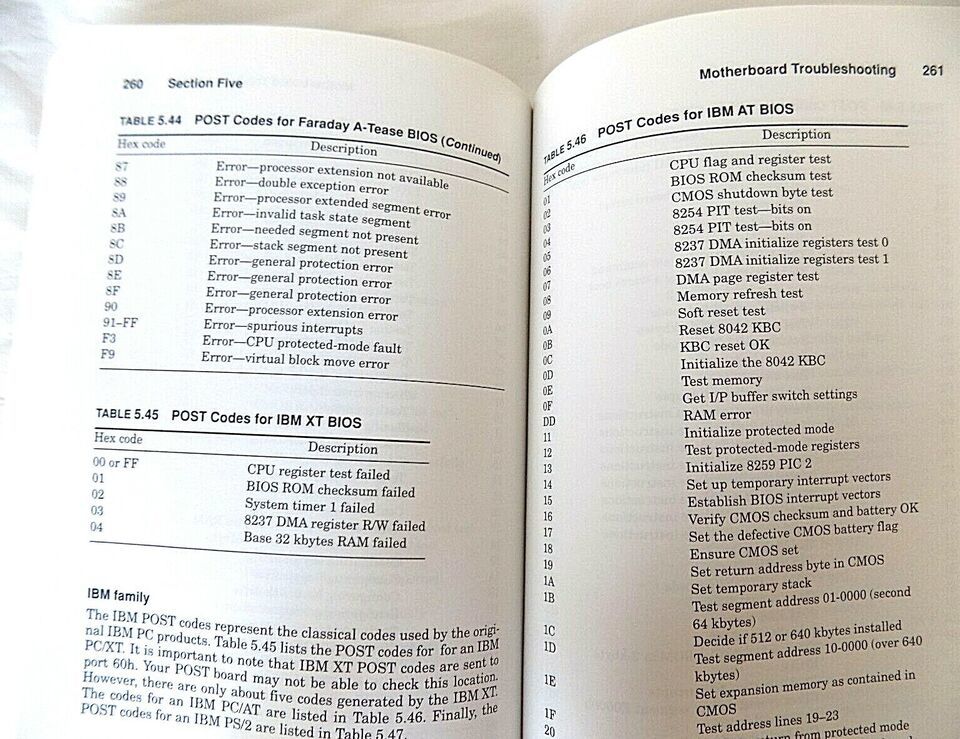 260 Section Five
TABLE 5.44 POST Codes for Faraday A-Tease BIOS (Continued)
Hex code Description
87 Error—processor extension not available
88 Error—double exception error
89 Error—processor extended segment error
8A Error—invalid task state segment
8B Error—needed segment not present
8C Error—stack segment not present
8D Error—general protection error
8E Error—general protection error
8F Error—general protection error
90 Error—processor extension error
91–FF Error—spurious interrupts
F3 Error—CPU protected-mode fault
F9 Error—virtual block move error
TABLE 5.45 POST Codes for IBM XT BIOS
Hex code Description
00 or FF CPU register test failed
01 BIOS ROM checksum failed
02 System timer 1 failed
03 8237 DMA register R/W failed
04 Base 32 kbytes RAM failed
IBM family
The IBM POST codes represent the classical codes used by the origi-
nal IBM PC products. Table 5.45 lists the POST codes for for an IBM
PC/XT. It is important to note that IBM XT POST codes are sent to
port 60h. Your POST board may not be able to check this location.
However, there are only about five codes generated by the IBM XT.
The codes for an IBM PC/AT are listed in Table 5.46. Finally, the
POST codes for an IBM PS/2 are listed in Table 5.47.
Motherboard Troubleshooting 261
TABLE 5.46 POST Codes for IBM AT BIOS
Hex code Description
01 CPU flag and register test
02 BIOS ROM checksum test
03 CMOS shutdown byte test
04 8254 PIT test—bits on
05 8254 PIT test—bits on
06 8237 DMA initialize registers test 0
07 8237 DMA initialize registers test 1
08 DMA page register test
09 Memory refresh test
0A Soft reset test
0B Reset 8042 KBC
0C KBC reset OK
0D Initialize the 8042 KBC
0E Test memory
0F Get I/P buffer switch settings
DD RAM error
11 Initialize protected mode
12 Test protected-mode registers
13 Initialize 8259 PIC 2
14 Set up temporary interrupt vectors
15 Establish BIOS interrupt vectors
16 Verify CMOS checksum and battery OK
17 Set the defective CMOS battery flag
18 Ensure CMOS set
19 Set return address byte in CMOS
1A Set temporary stack
1B Test segment address 01-0000 (second
64 kbytes)
1C Decide if 512 or 640 kbytes installed
1D Test segment address 10-0000 (over 640
kbytes)
1E Set expansion memory as contained in
CMOS
1F Test address lines 19–23
20 from protected mode